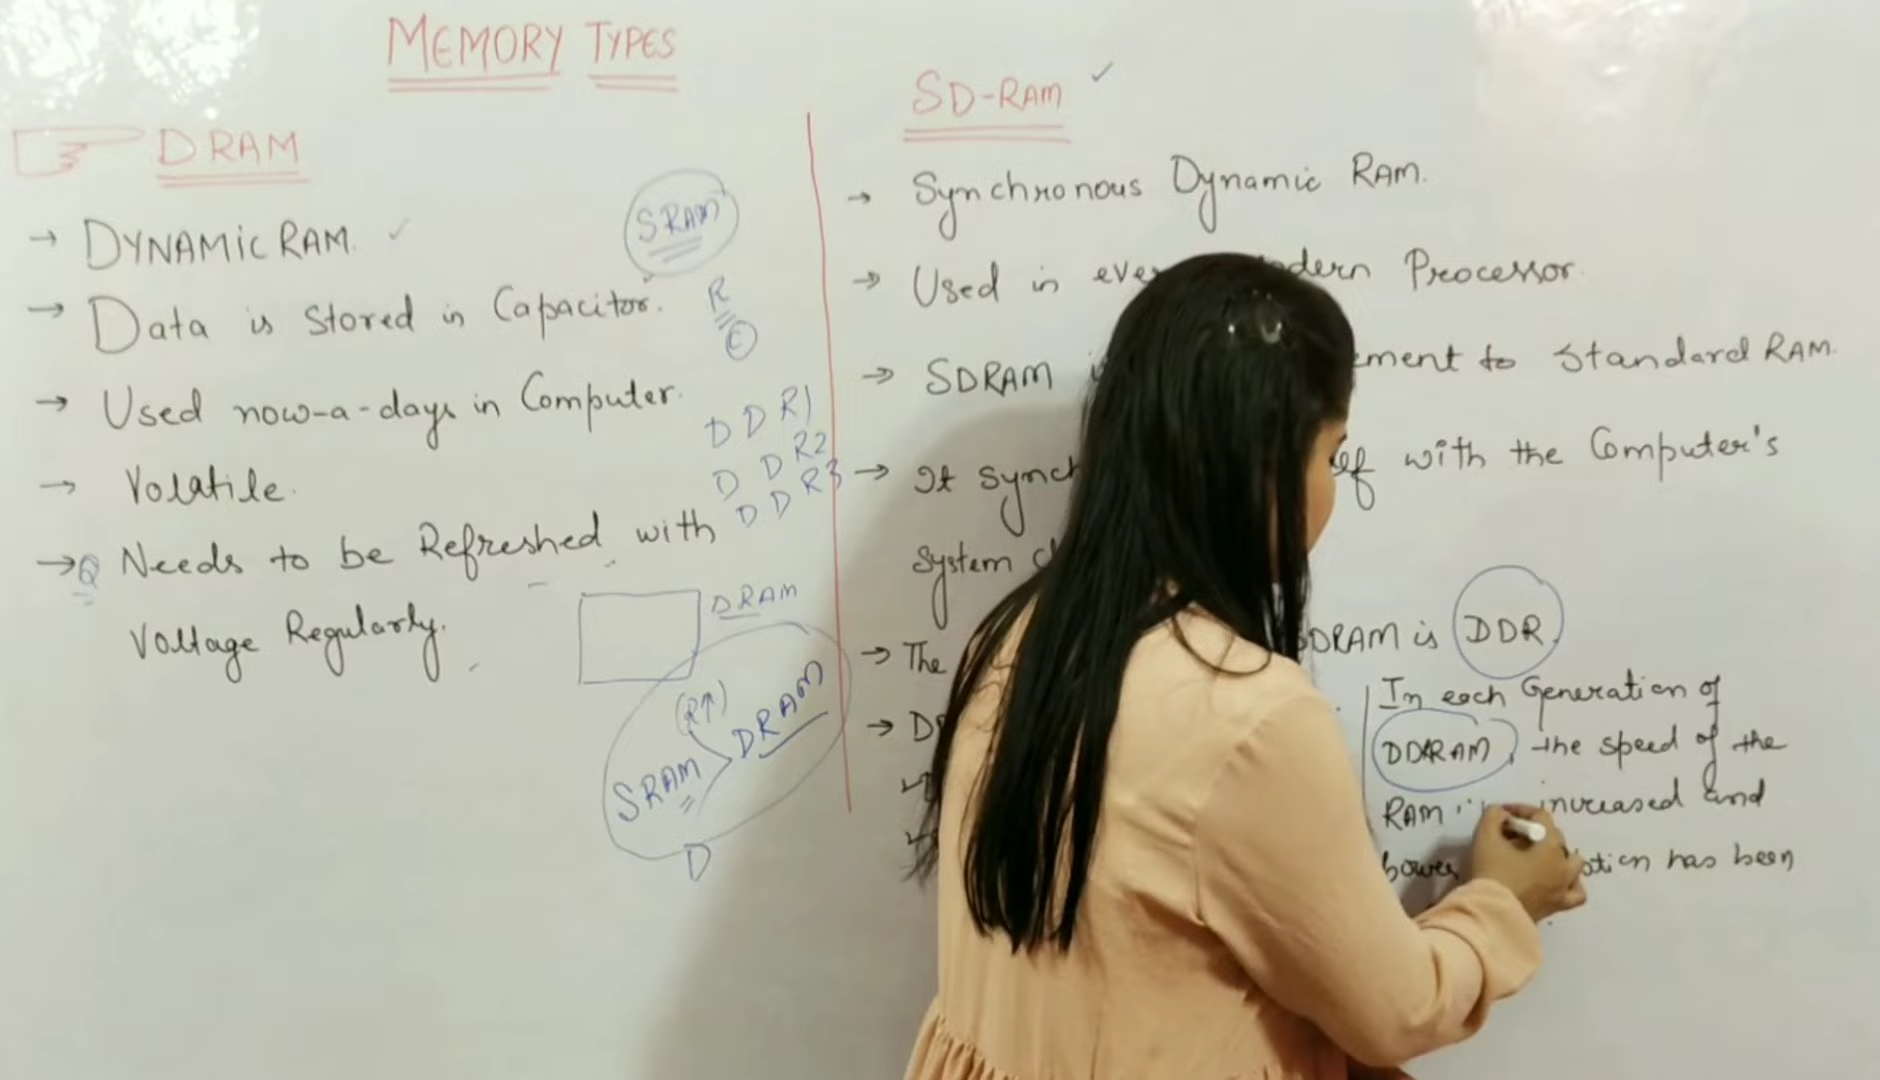 MEMORY TYPES
DRAM
→ DYNAMIC RAM. ✓
→ Data is Stored in Capacitor.
→ Used now-a-days in Computer.
→ Volatile.
→ Q Needs to be Refreshed with
Voltage Regularly.
SRAM
R
C
DDR1
DDR2
DDR3
DRAM
(R↑)
SRAM > DRAM
D
SD-RAM ✓
→ Synchronous Dynamic RAM.
→ Used in Processor.
→ SDRAM to Standard RAM.
→ It with the Computer's
System
→ The SDRAM is DDR.
→
In each Generation of
DDRRAM, the speed of the
RAM increased and
has been